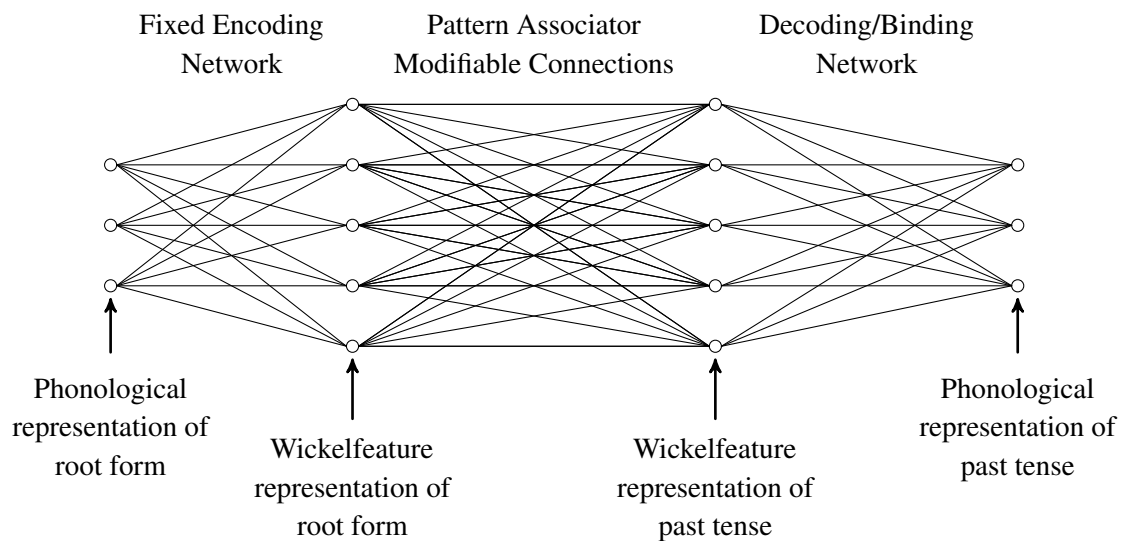 Fixed Encoding
Network
Pattern Associator
Modifiable Connections
Decoding/Binding
Network
Phonological
representation of
root form
Wickelfeature
representation of
root form
Wickelfeature
representation of
past tense
Phonological
representation of
past tense